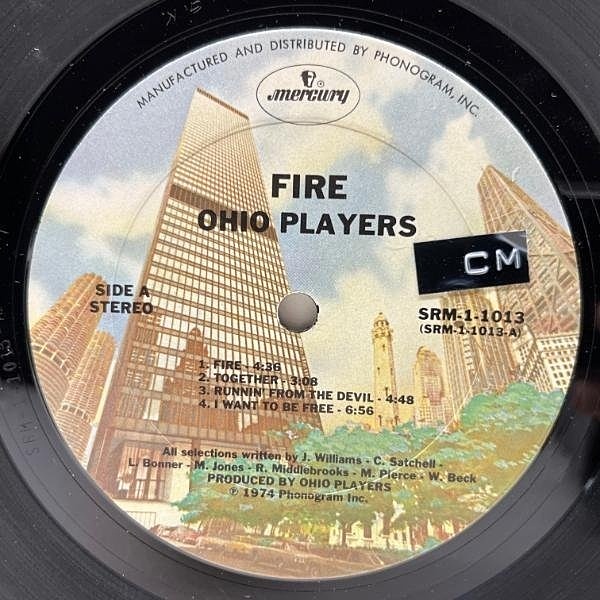 MANUFACTURED AND DISTRIBUTED BY PHONOGRAM, INC.
mercury
FIRE
OHIO PLAYERS
CM
SIDE A
STEREO
SRM-1-1013
(SRM-1-1013-A)
1. FIRE - 4:36
2. TOGETHER - 3:08
3. RUNNIN' FROM THE DEVIL - 4:48
4. I WANT TO BE FREE - 6:56
All selections written by J. Williams - C. Satchell -
L. Bonner - M. Jones - R. Middlebrooks - M. Pierce - W. Beck
PRODUCED BY OHIO PLAYERS
℗ 1974 Phonogram Inc.